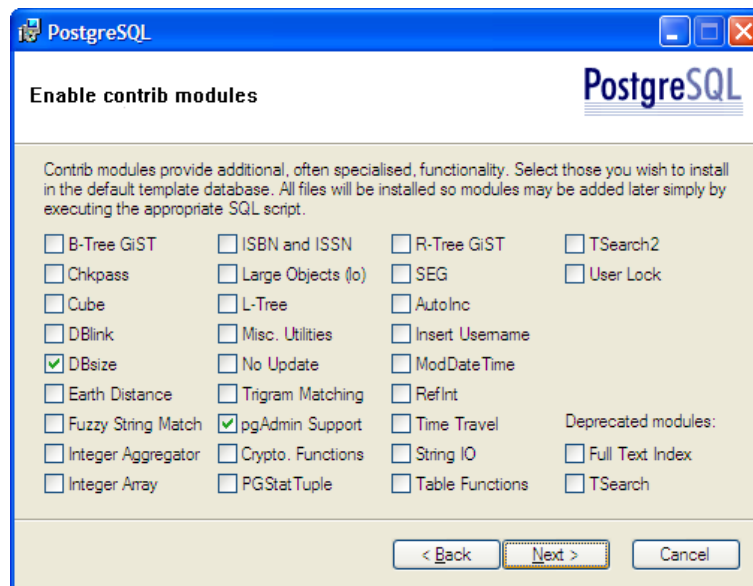 PostgreSQL
Enable contrib modules
PostgreSQL
Contrib modules provide additional, often specialised, functionality. Select those you wish to install
in the default template database. All files will be installed so modules may be added later simply by
executing the appropriate SQL script.
B-Tree GiST
Chkpass
Cube
DBlink
DBsize
Earth Distance
Fuzzy String Match
Integer Aggregator
Integer Array
ISBN and ISSN
Large Objects (lo)
L-Tree
Misc. Utilities
No Update
Trigram Matching
pgAdmin Support
Crypto. Functions
PGStatTuple
R-Tree GiST
SEG
AutoInc
Insert Username
ModDateTime
RefInt
Time Travel
String IO
Table Functions
TSearch2
User Lock
Deprecated modules:
Full Text Index
TSearch
< Back
Next >
Cancel